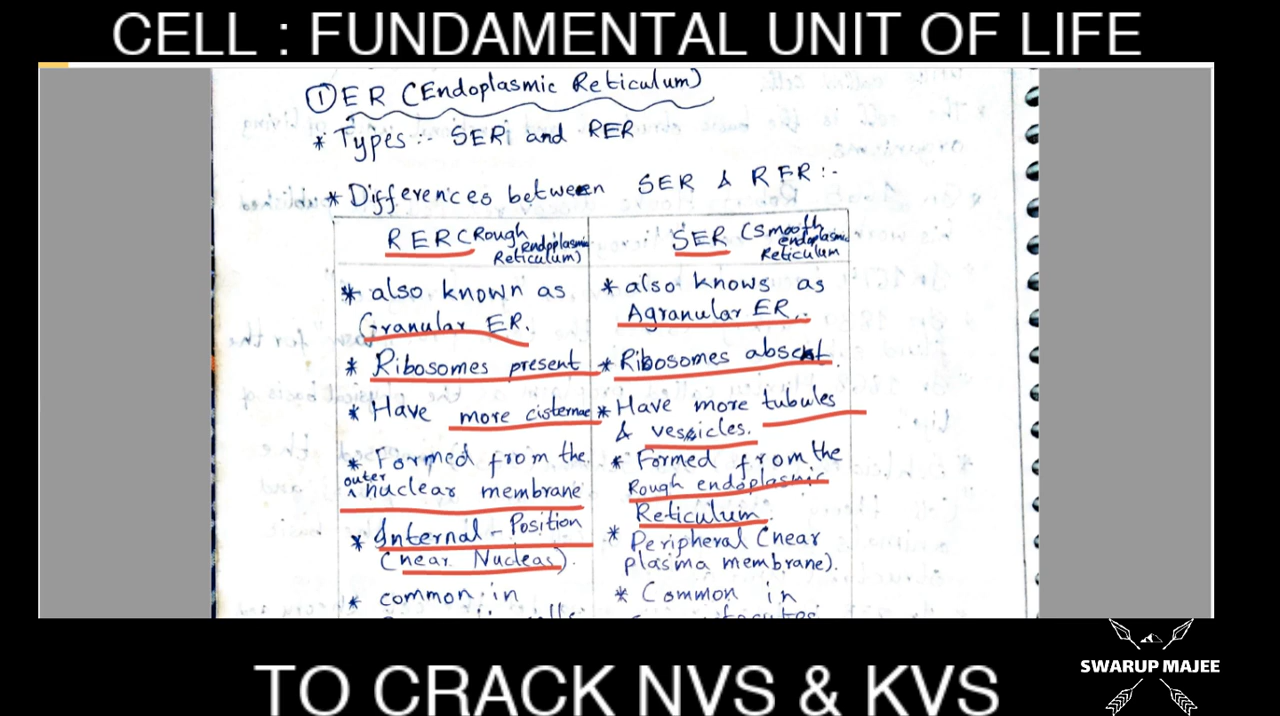 CELL : FUNDAMENTAL UNIT OF LIFE
① ER (Endoplasmic Reticulum)
* Types :- SER and RER
* Differences between SER & RER :-
RER (Rough endoplasmic Reticulum)
SER (Smooth endoplasmic Reticulum
* also known as
Granular ER.
* also knows as
Agranular ER.
* Ribosomes present
* Ribosomes absent.
* Have more cisternae
* Have more tubules
& vesicles.
* Formed from the
outer nuclear membrane
* Formed from the
Rough endoplasmic
Reticulum.
* Internal - Position
(near Nucleas).
* Peripheral (near
plasma membrane).
* common in
* Common in
TO CRACK NVS & KVS
SWARUP MAJEE